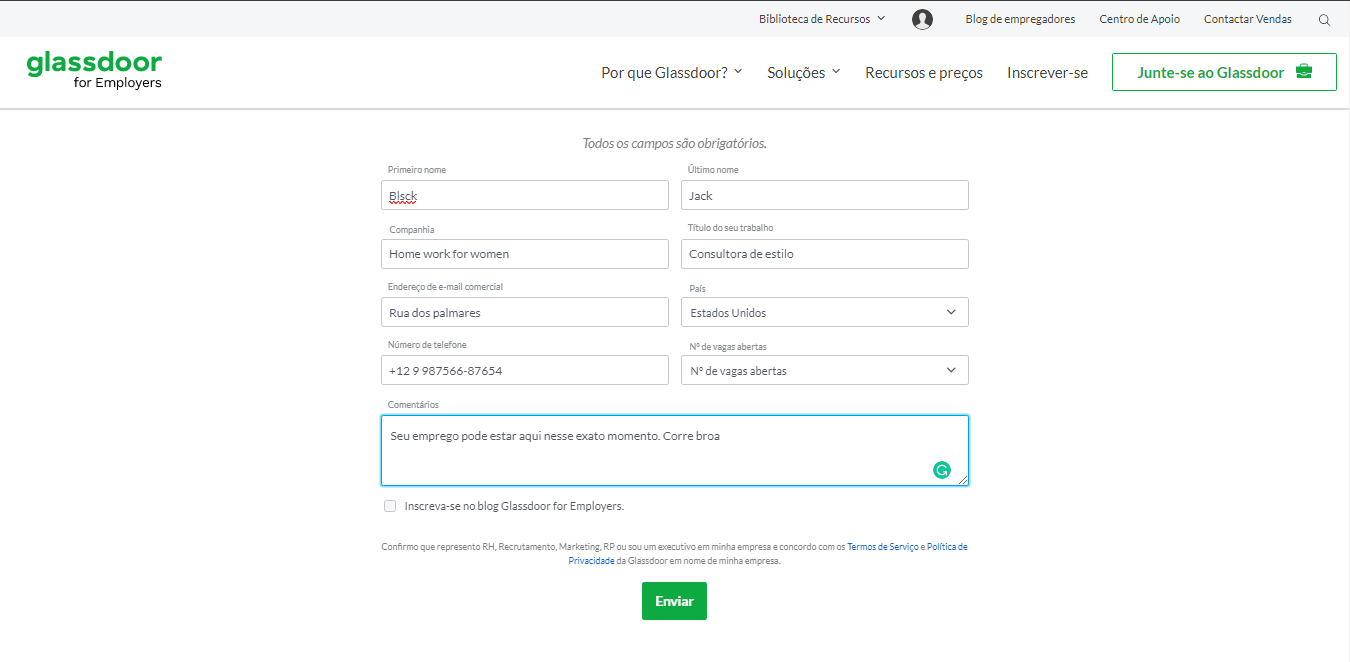 Biblioteca de Recursos Blog de empregadores Centro de Apoio Contactar Vendas
glassdoor
for Employers
Por que Glassdoor? Soluções Recursos e preços Inscrever-se Junte-se ao Glassdoor
Todos os campos são obrigatórios.
Primeiro nome Último nome
Blsck Jack
Companhia Título do seu trabalho
Home work for women Consultora de estilo
Endereço de e-mail comercial País
Rua dos palmares Estados Unidos
Número de telefone Nº de vagas abertas
+12 9 987566-87654 Nº de vagas abertas
Comentários
Seu emprego pode estar aqui nesse exato momento. Corre broa
Inscreva-se no blog Glassdoor for Employers.
Confirmo que represento RH, Recrutamento, Marketing, RP ou sou um executivo em minha empresa e concordo com os Termos de Serviço e Política de
Privacidade da Glassdoor em nome de minha empresa.
Enviar